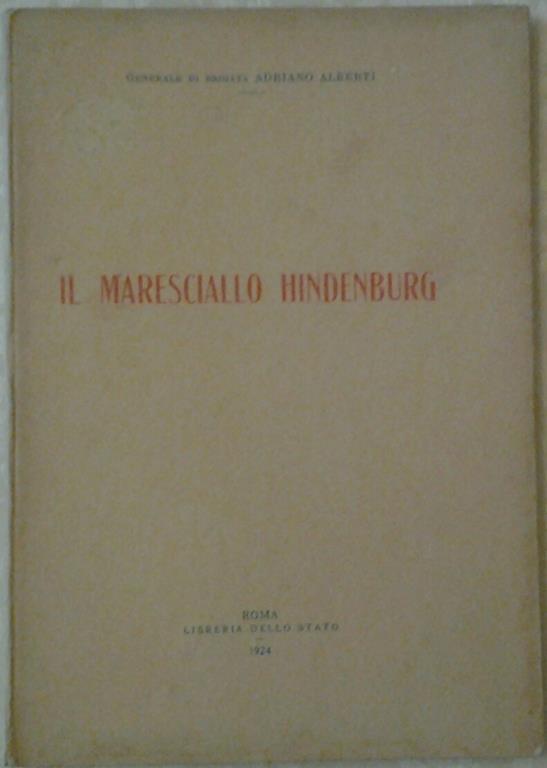 GENERALE DI BRIGATA ADRIANO ALBERTI
IL MARESCIALLO HINDENBURG
ROMA
LIBRERIA DELLO STATO
1924